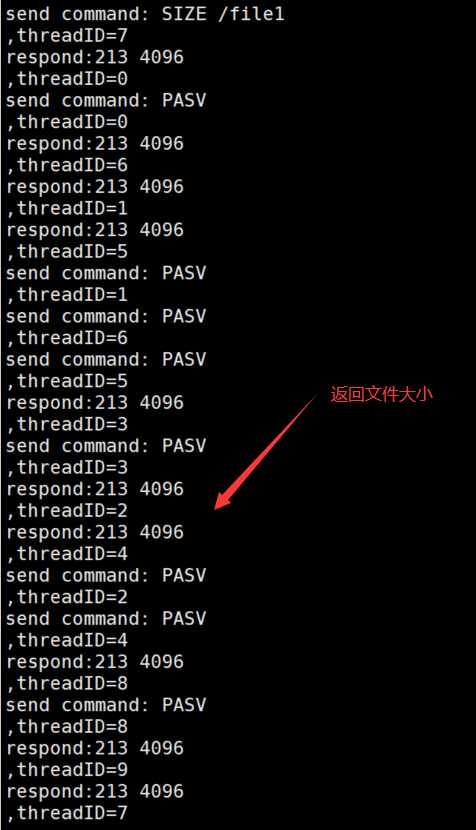 send command: SIZE /file1
,threadID=7
respond:213 4096
,threadID=0
send command: PASV
,threadID=0
respond:213 4096
,threadID=6
respond:213 4096
,threadID=1
respond:213 4096
,threadID=5
send command: PASV
,threadID=1
send command: PASV
,threadID=6
send command: PASV
,threadID=5
返回文件大小
respond:213 4096
,threadID=3
send command: PASV
,threadID=3
respond:213 4096
,threadID=2
respond:213 4096
,threadID=4
send command: PASV
,threadID=2
send command: PASV
,threadID=4
respond:213 4096
,threadID=8
send command: PASV
,threadID=8
respond:213 4096
,threadID=9
respond:213 4096
,threadID=7